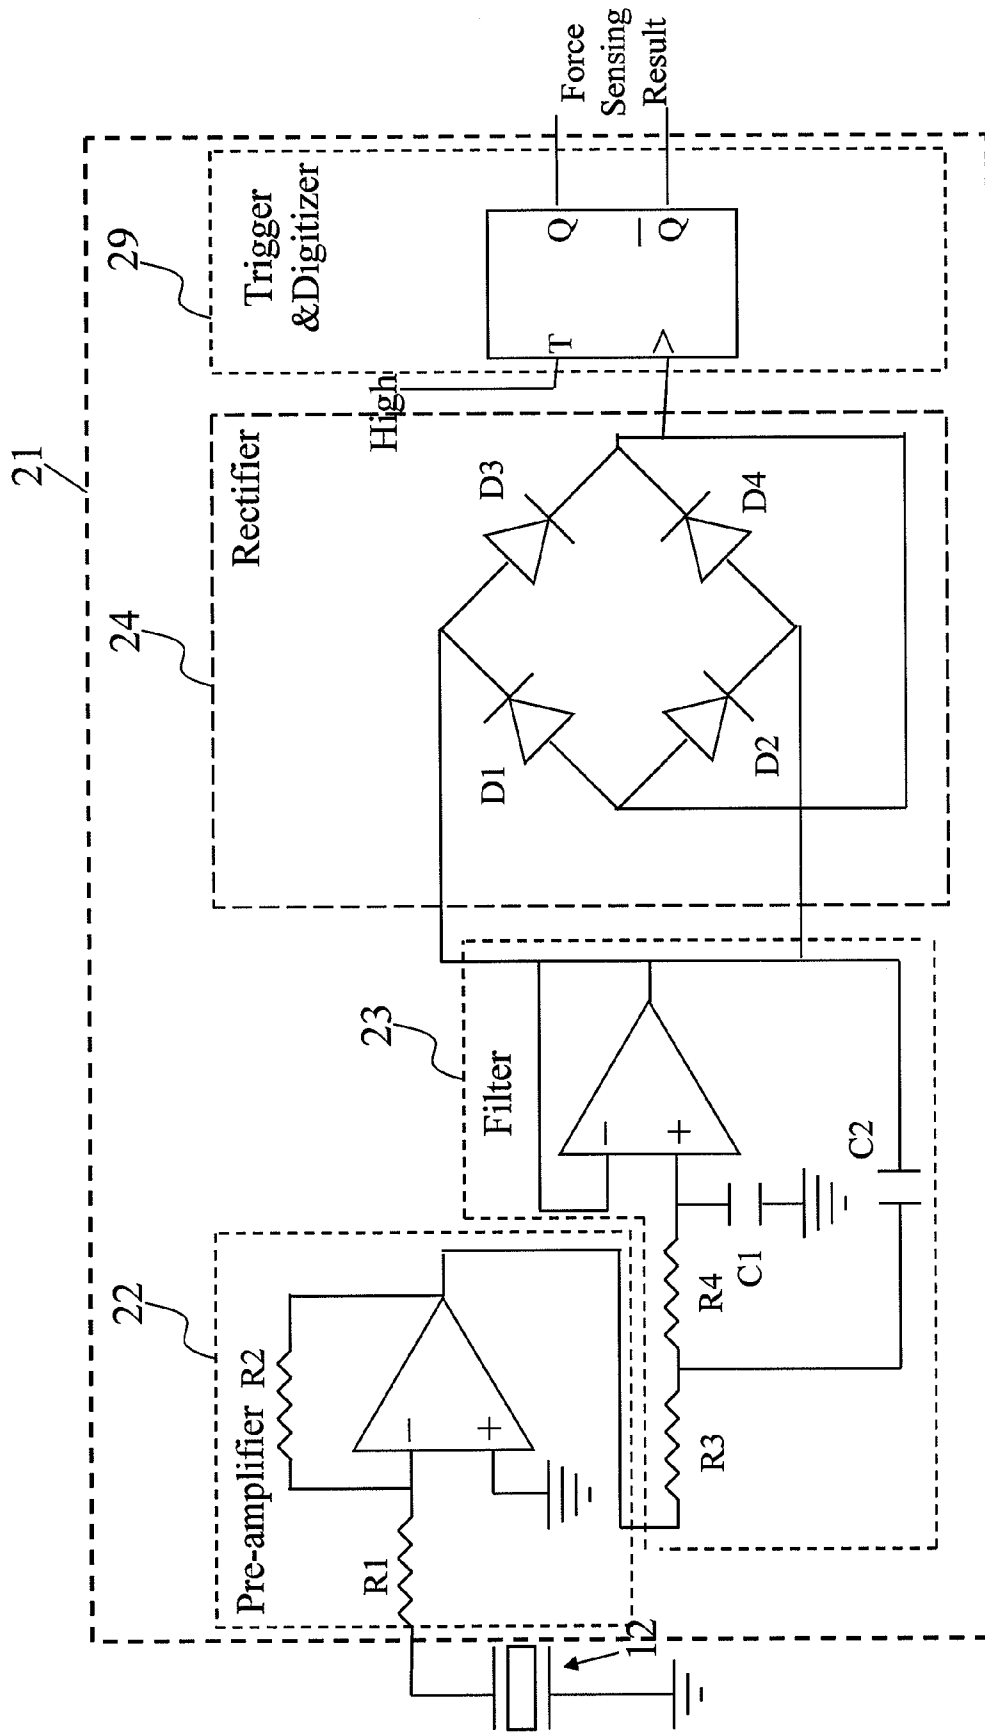 21
22
23
24
29
Pre-amplifier
R2
R1
−
+
12
Filter
−
+
R3
R4
C1
C2
Rectifier
D1
D2
D3
D4
High
Trigger
&Digitizer
T
>
Q
Q̅
Force
Sensing
Result